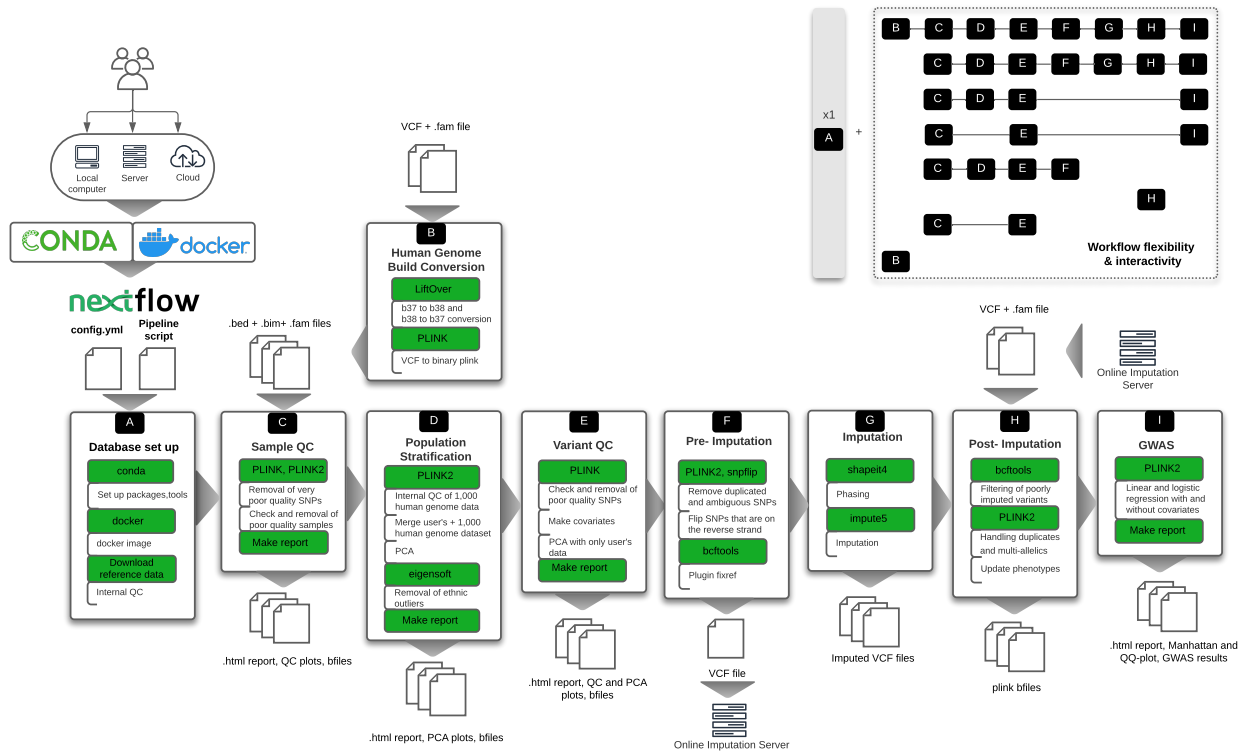 Local
computer
Server
Cloud
CONDA
docker
nextflow
config.yml
Pipeline
script
A
Database set up
conda
Set up packages,tools
docker
docker image
Download
reference data
Internal QC
VCF + .fam file
B
Human Genome
Build Conversion
LiftOver
b37 to b38 and
b38 to b37 conversion
PLINK
VCF to binary plink
.bed + .bim+ .fam files
C
Sample QC
PLINK, PLINK2
Removal of very
poor quality SNPs
Check and removal of
poor quality samples
Make report
.html report, QC plots, bfiles
D
Population
Stratification
PLINK2
Internal QC of 1,000
human genome data
Merge user's + 1,000
human genome dataset
PCA
eigensoft
Removal of ethnic
outliers
Make report
.html report, PCA plots, bfiles
E
Variant QC
PLINK
Check and removal of
poor quality SNPs
Make covariates
PCA with only user's
data
Make report
.html report, QC and PCA
plots, bfiles
F
Pre- Imputation
PLINK2, snpflip
Remove duplicated
and ambiguous SNPs
Flip SNPs that are on
the reverse strand
bcftools
Plugin fixref
VCF file
Online Imputation Server
G
Imputation
shapeit4
Phasing
impute5
Imputation
Imputed VCF files
VCF + .fam file
Online Imputation
Server
H
Post- Imputation
bcftools
Filtering of poorly
imputed variants
PLINK2
Handling duplicates
and multi-allelics
Update phenotypes
plink bfiles
I
GWAS
PLINK2
Linear and logistic
regression with and
without covariates
Make report
.html report, Manhattan and
QQ-plot, GWAS results
x1
A
+
B C D E F G H I
C D E F G H I
C D E I
C E I
C D E F
H
C E
B
Workflow flexibility
& interactivity